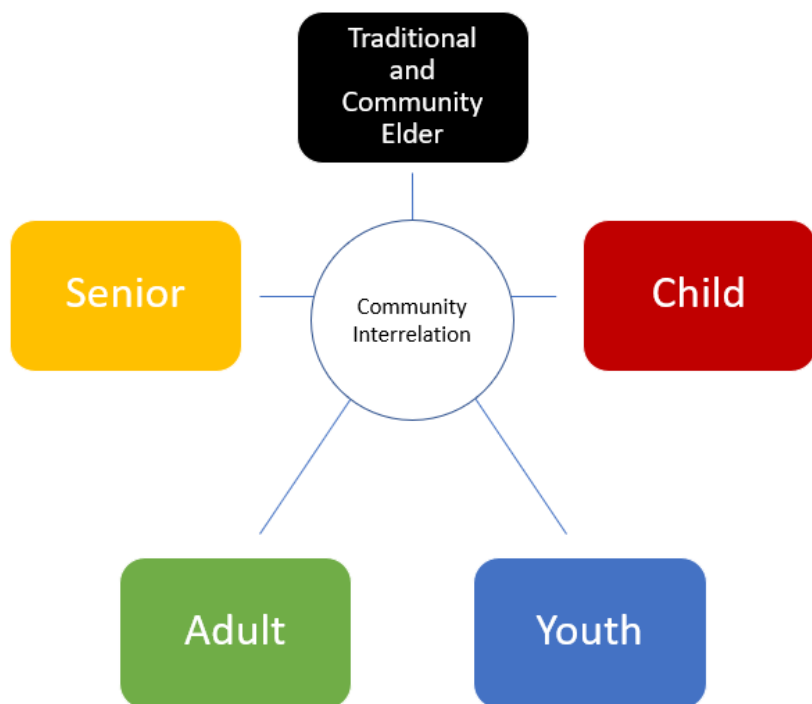 Traditional
and
Community
Elder
Senior
Community
Interrelation
Child
Adult
Youth